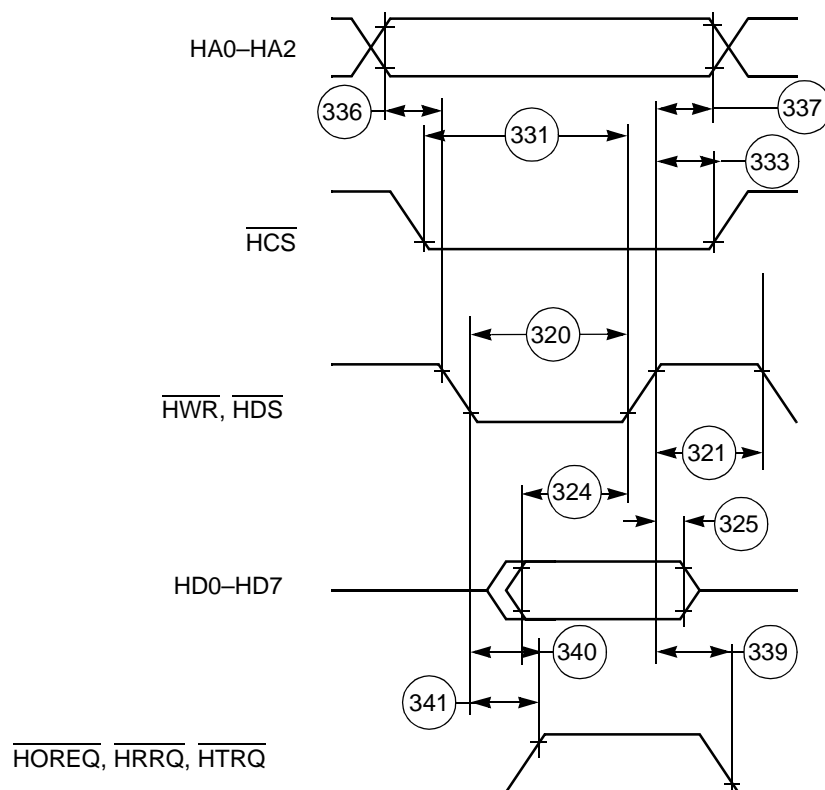 HA0–HA2
336
337
331
333
HCS
320
HWR, HDS
321
324
325
HD0–HD7
340
339
341
HOREQ, HRRQ, HTRQ